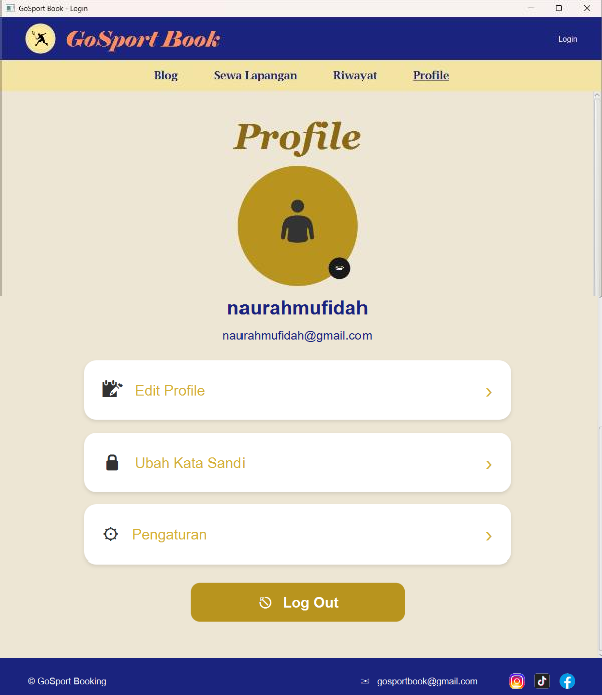 GoSport Book - Login
GoSport Book
Login
Blog Sewa Lapangan Riwayat Profile
Profile
naurahmufidah
naurahmufidah@gmail.com
Edit Profile
Ubah Kata Sandi
Pengaturan
Log Out
© GoSport Booking
gosportbook@gmail.com